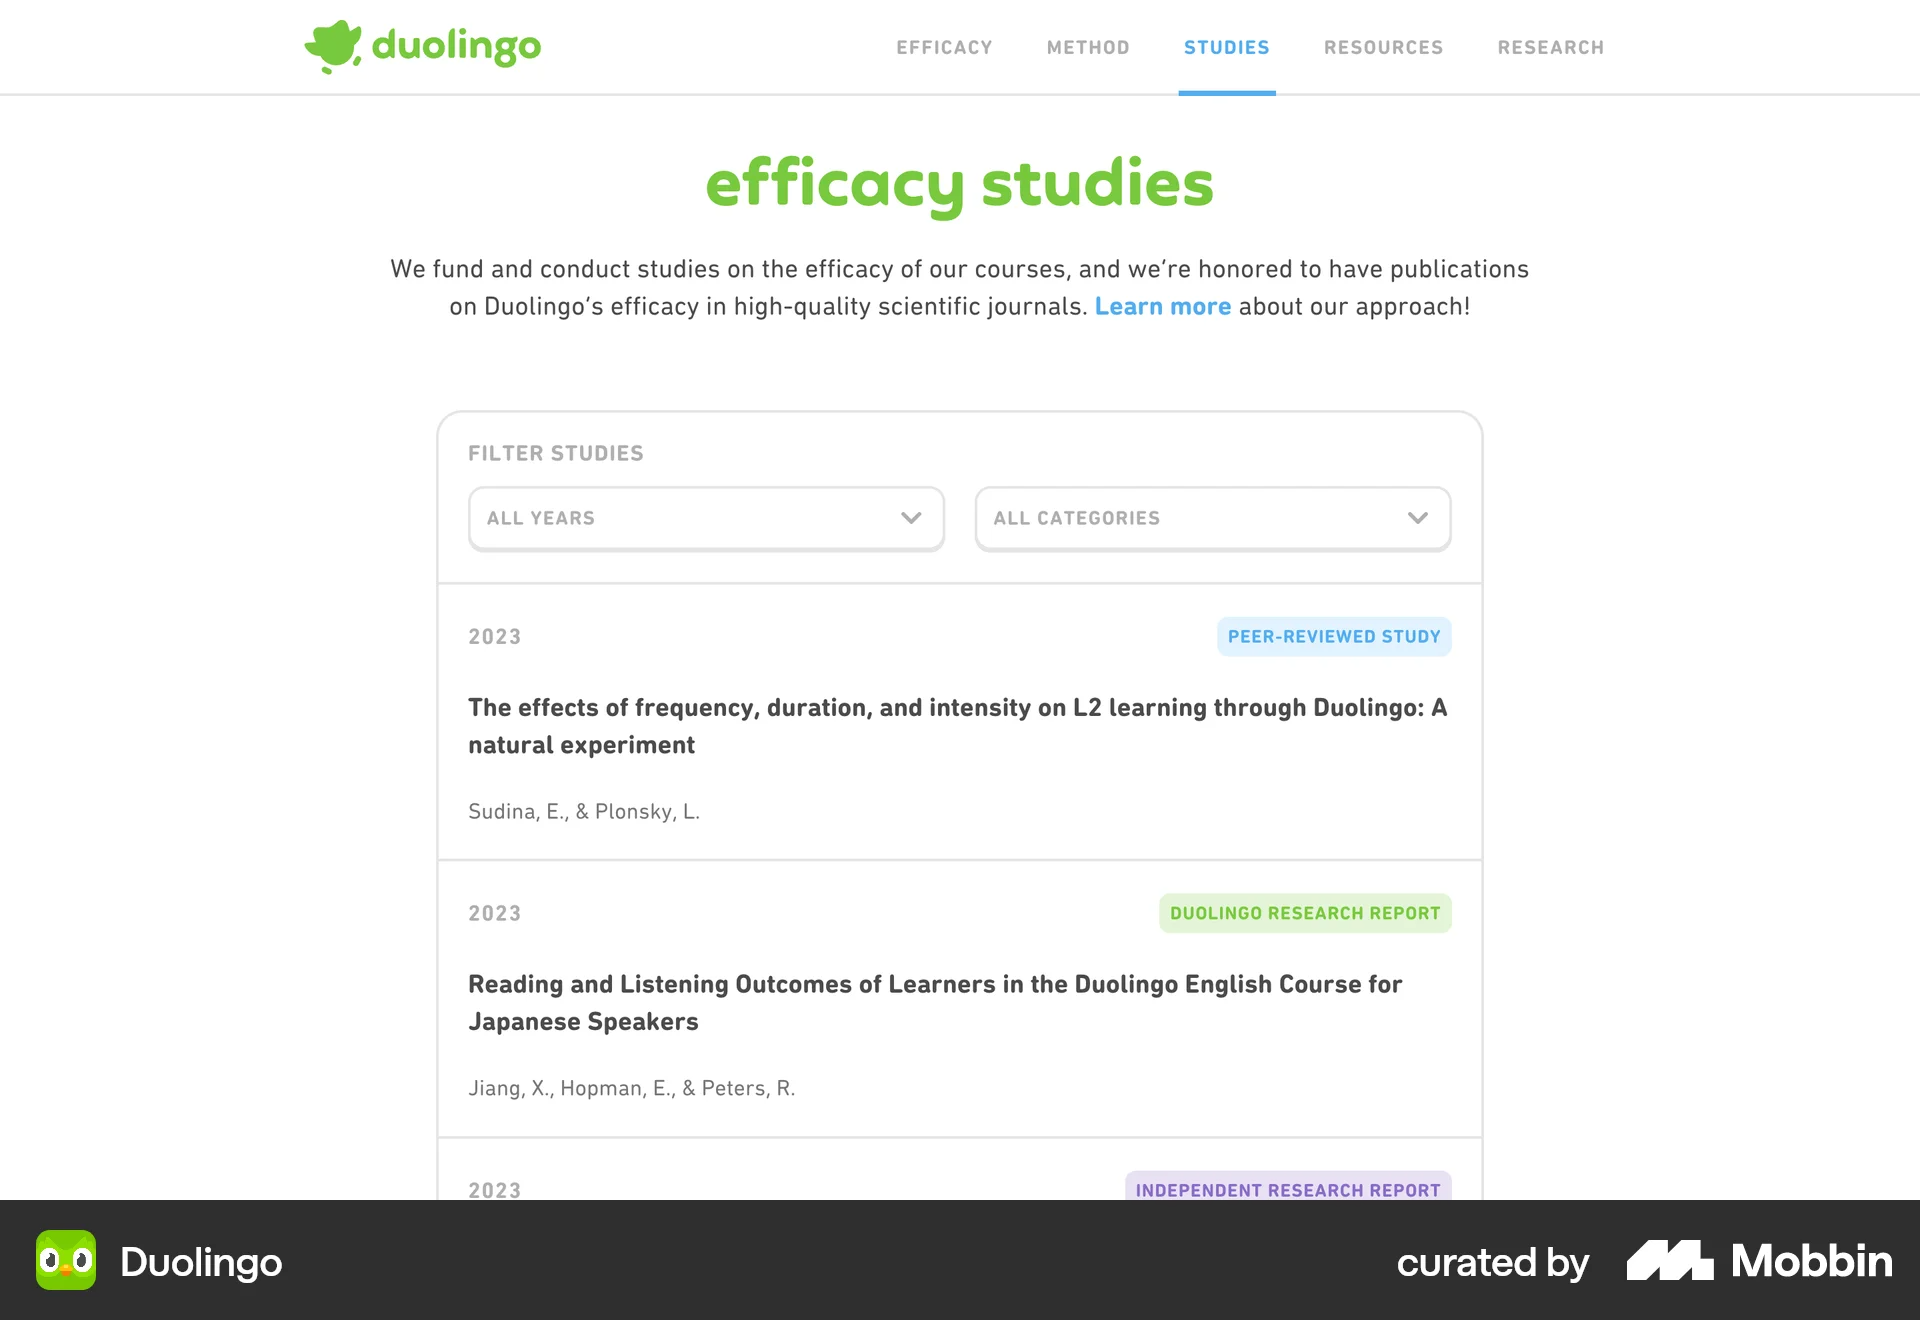 duolingo
EFFICACY METHOD STUDIES RESOURCES RESEARCH
efficacy studies
We fund and conduct studies on the efficacy of our courses, and we’re honored to have publications
on Duolingo’s efficacy in high-quality scientific journals. Learn more about our approach!
FILTER STUDIES
ALL YEARS ALL CATEGORIES
2023 PEER-REVIEWED STUDY
The effects of frequency, duration, and intensity on L2 learning through Duolingo: A
natural experiment
Sudina, E., & Plonsky, L.
2023 DUOLINGO RESEARCH REPORT
Reading and Listening Outcomes of Learners in the Duolingo English Course for
Japanese Speakers
Jiang, X., Hopman, E., & Peters, R.
2023 INDEPENDENT RESEARCH REPORT
Duolingo curated by Mobbin